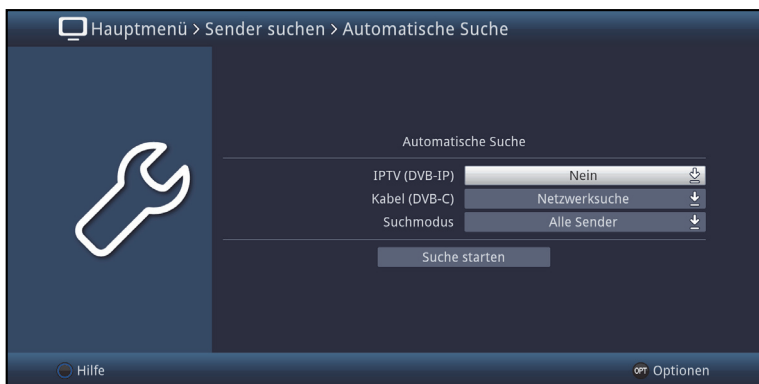 Hauptmenü > Sender suchen > Automatische Suche
Automatische Suche
IPTV (DVB-IP) Nein
Kabel (DVB-C) Netzwerksuche
Suchmodus Alle Sender
Suche starten
Hilfe OPT Optionen